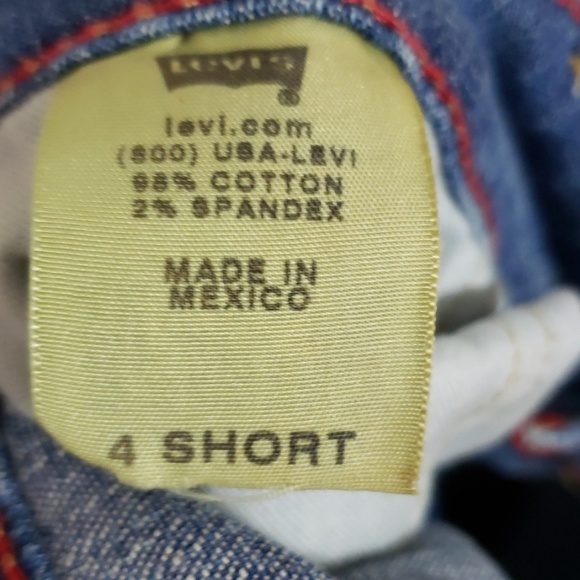 Levi's
®
levi.com
(800) USA-LEVI
98% COTTON
2% SPANDEX
MADE IN
MEXICO
4 SHORT